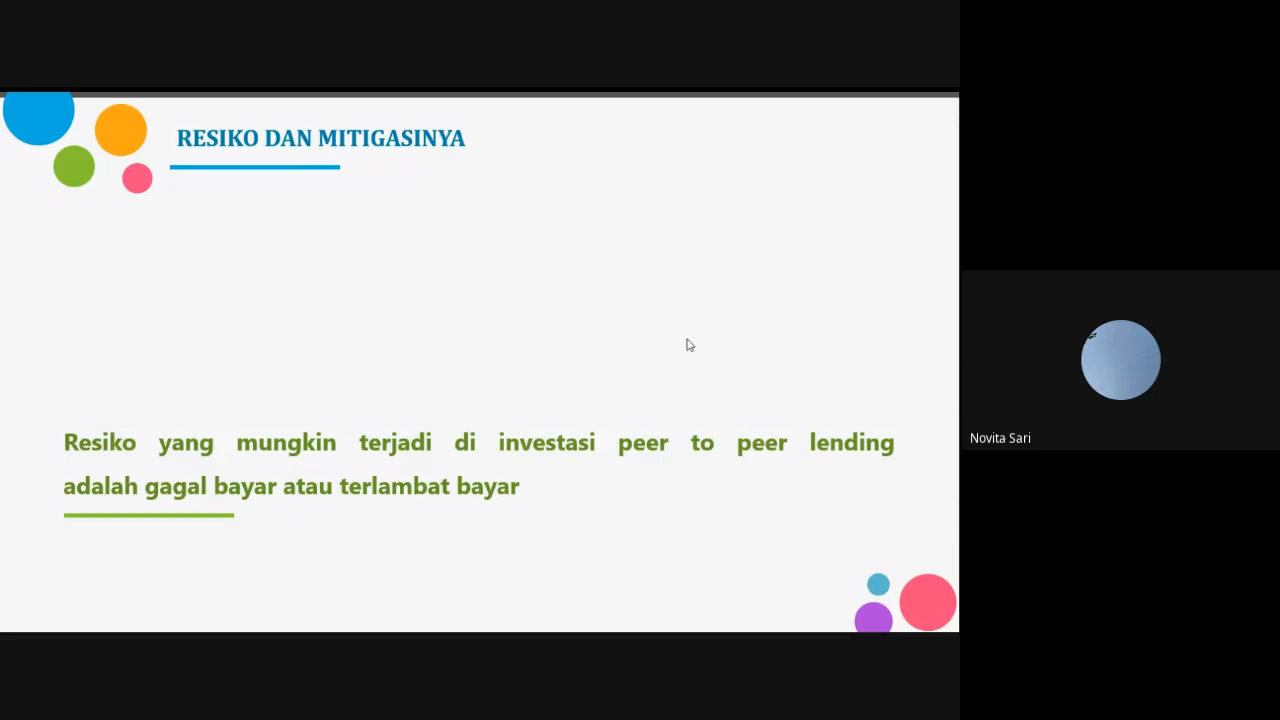 RESIKO DAN MITIGASINYA
Resiko yang mungkin terjadi di investasi peer to peer lending
adalah gagal bayar atau terlambat bayar
Novita Sari